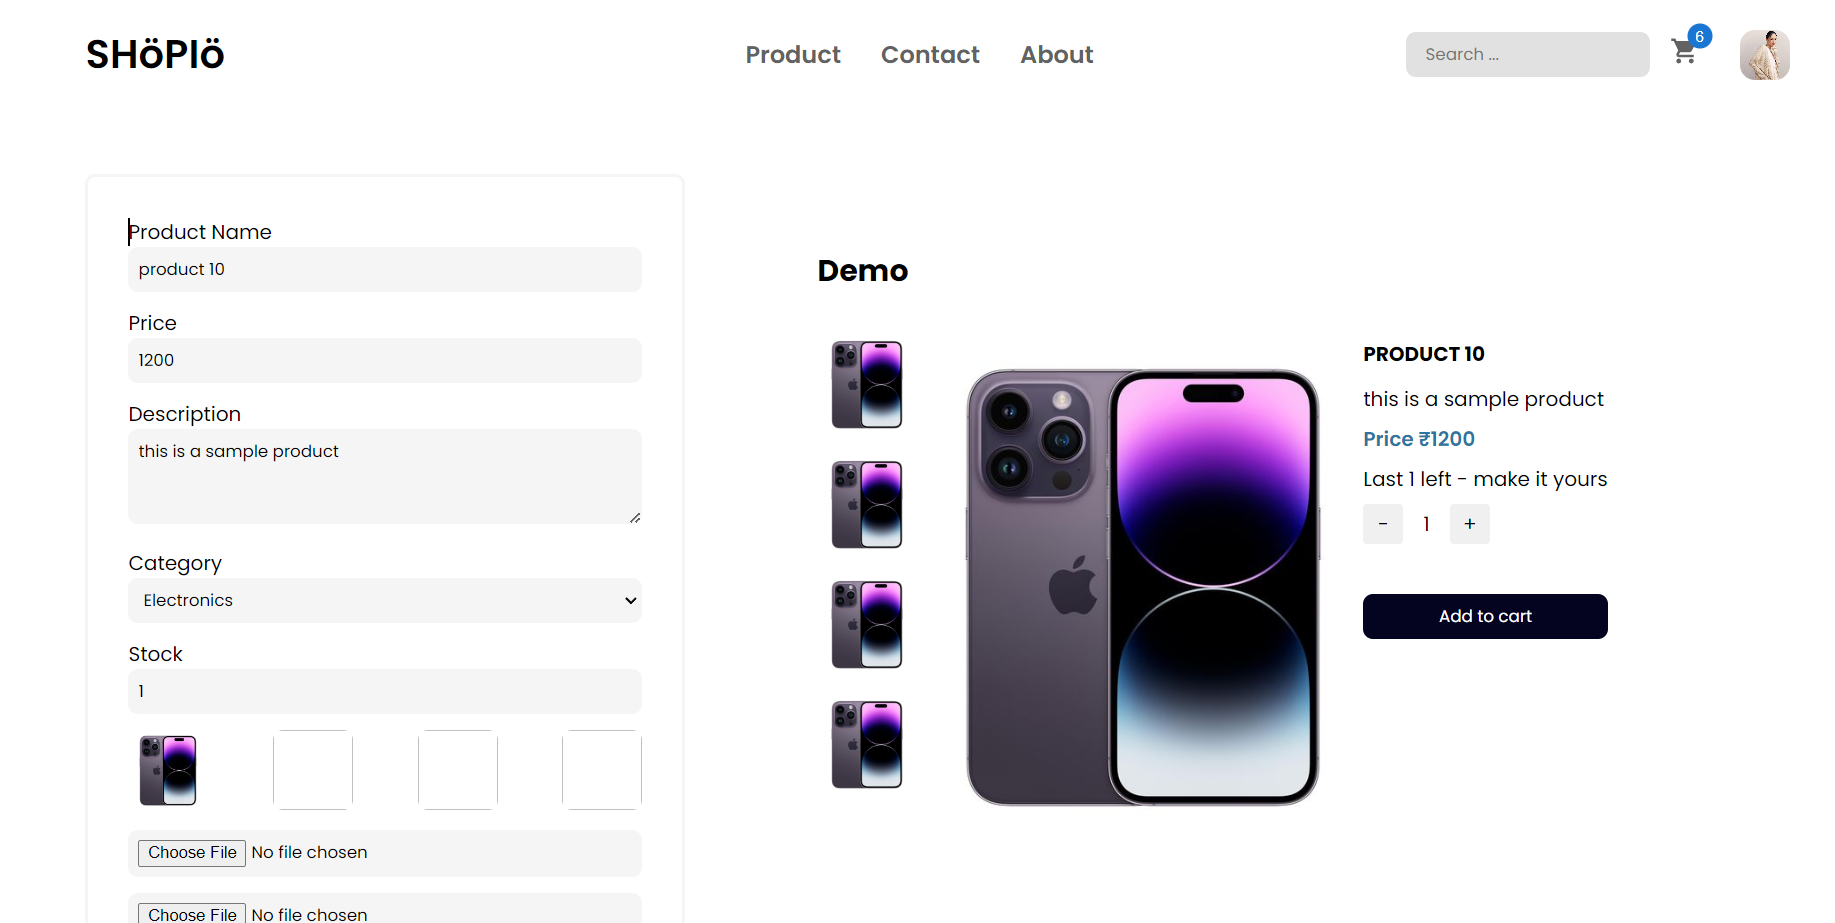 SHöPlö
Product Contact About
Search ...
6
Product Name
product 10
Price
1200
Description
this is a sample product
Category
Electronics
Stock
1
Choose File No file chosen
Choose File No file chosen
Demo
PRODUCT 10
this is a sample product
Price ₹1200
Last 1 left - make it yours
- 1 +
Add to cart